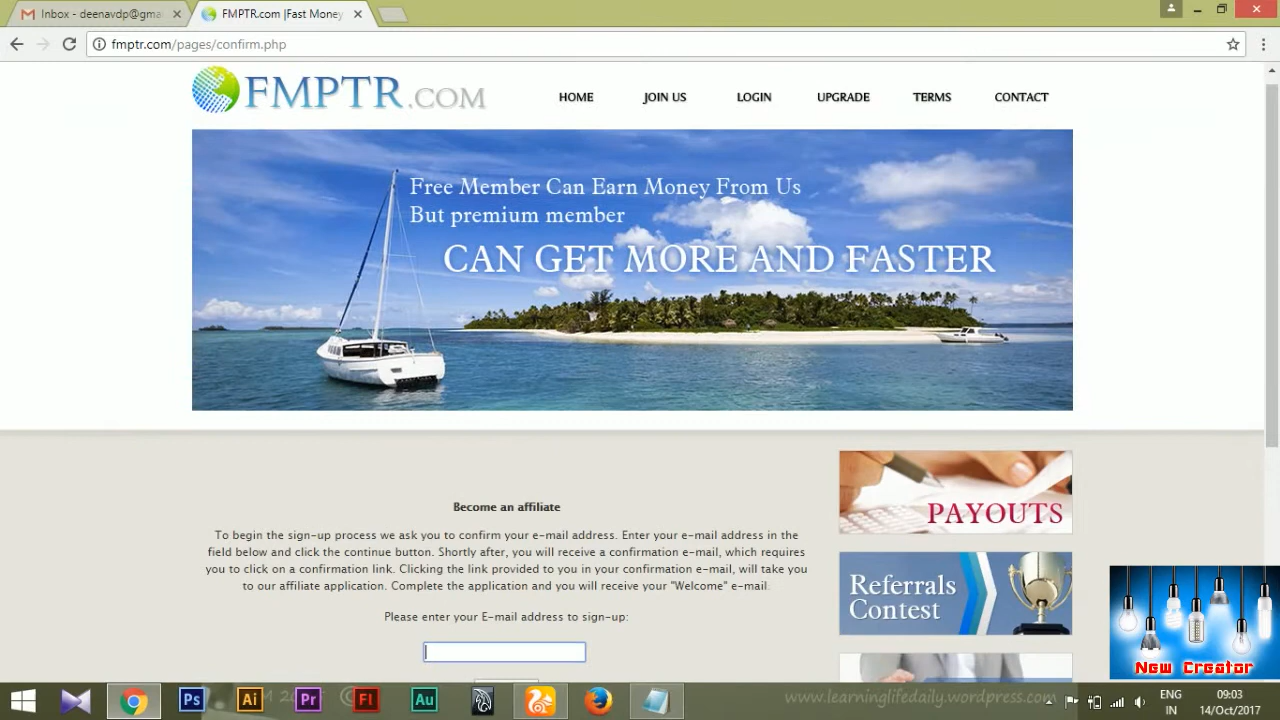 Inbox - deenavdp@gma
FMPTR.com |Fast Money
fmptr.com/pages/confirm.php
FMPTR.COM
HOME
JOIN US
LOGIN
UPGRADE
TERMS
CONTACT
Free Member Can Earn Money From Us
But premium member
CAN GET MORE AND FASTER
Become an affiliate
To begin the sign-up process we ask you to confirm your e-mail address. Enter your e-mail address in the
field below and click the continue button. Shortly after, you will receive a confirmation e-mail, which requires
you to click on a confirmation link. Clicking the link provided to you in your confirmation e-mail, will take you
to our affiliate application. Complete the application and you will receive your "Welcome" e-mail.
Please enter your E-mail address to sign-up:
PAYOUTS
Referrals
Contest
New Creator
Ps
Ai
Pr
Fl
Au
www.learninglifedaily.wordpress.com
ENG
IN
09:03
14/Oct/2017